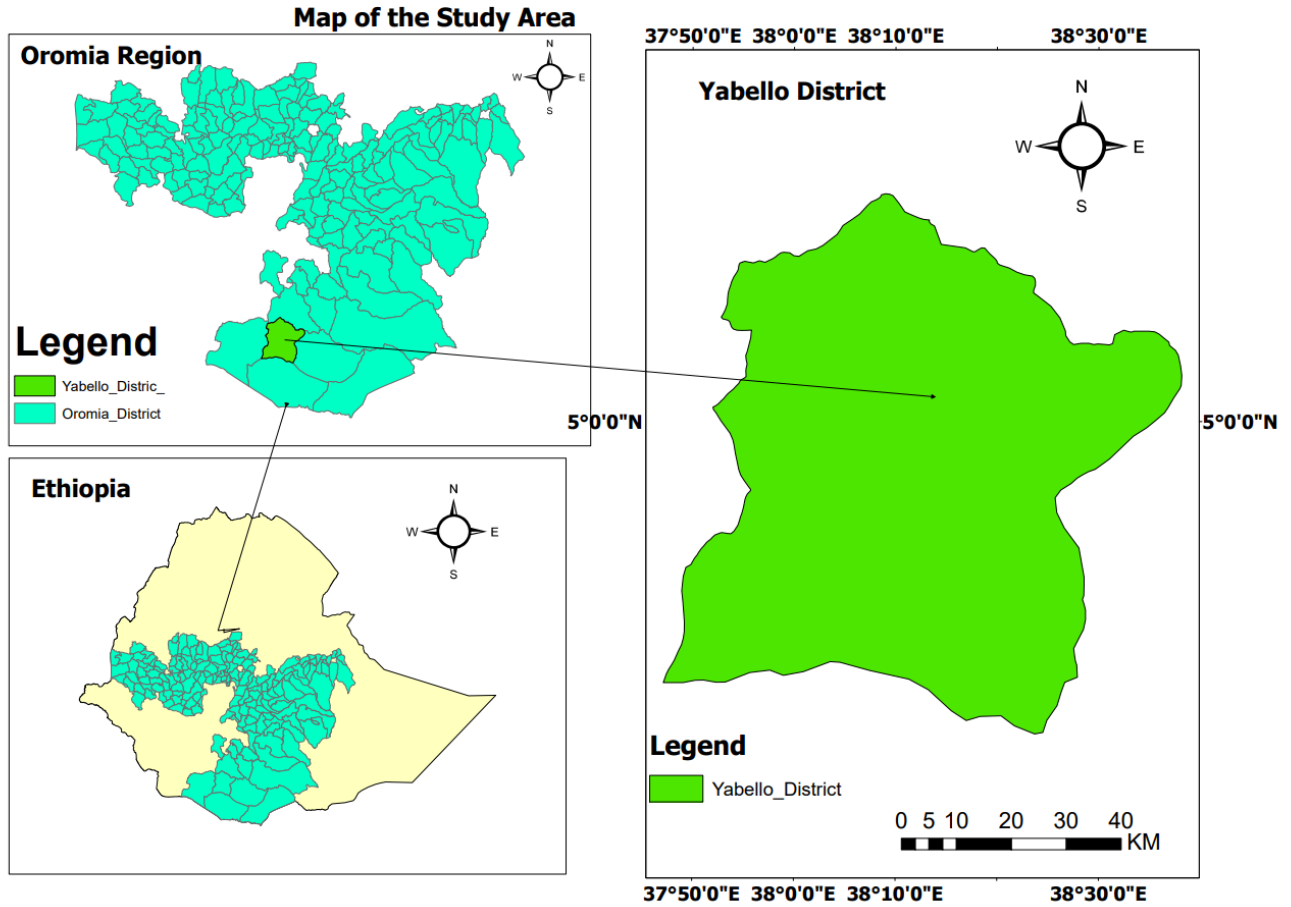 Map of the Study Area
Oromia Region
N
W E
S
Legend
Yabello_Distric_
Oromia_District
Ethiopia
N
W E
S
37°50'0"E 38°0'0"E 38°10'0"E 38°30'0"E
Yabello District
N
W E
S
5°0'0"N 5°0'0"N
Legend
Yabello_District
0 5 10 20 30 40
KM
37°50'0"E 38°0'0"E 38°10'0"E 38°30'0"E